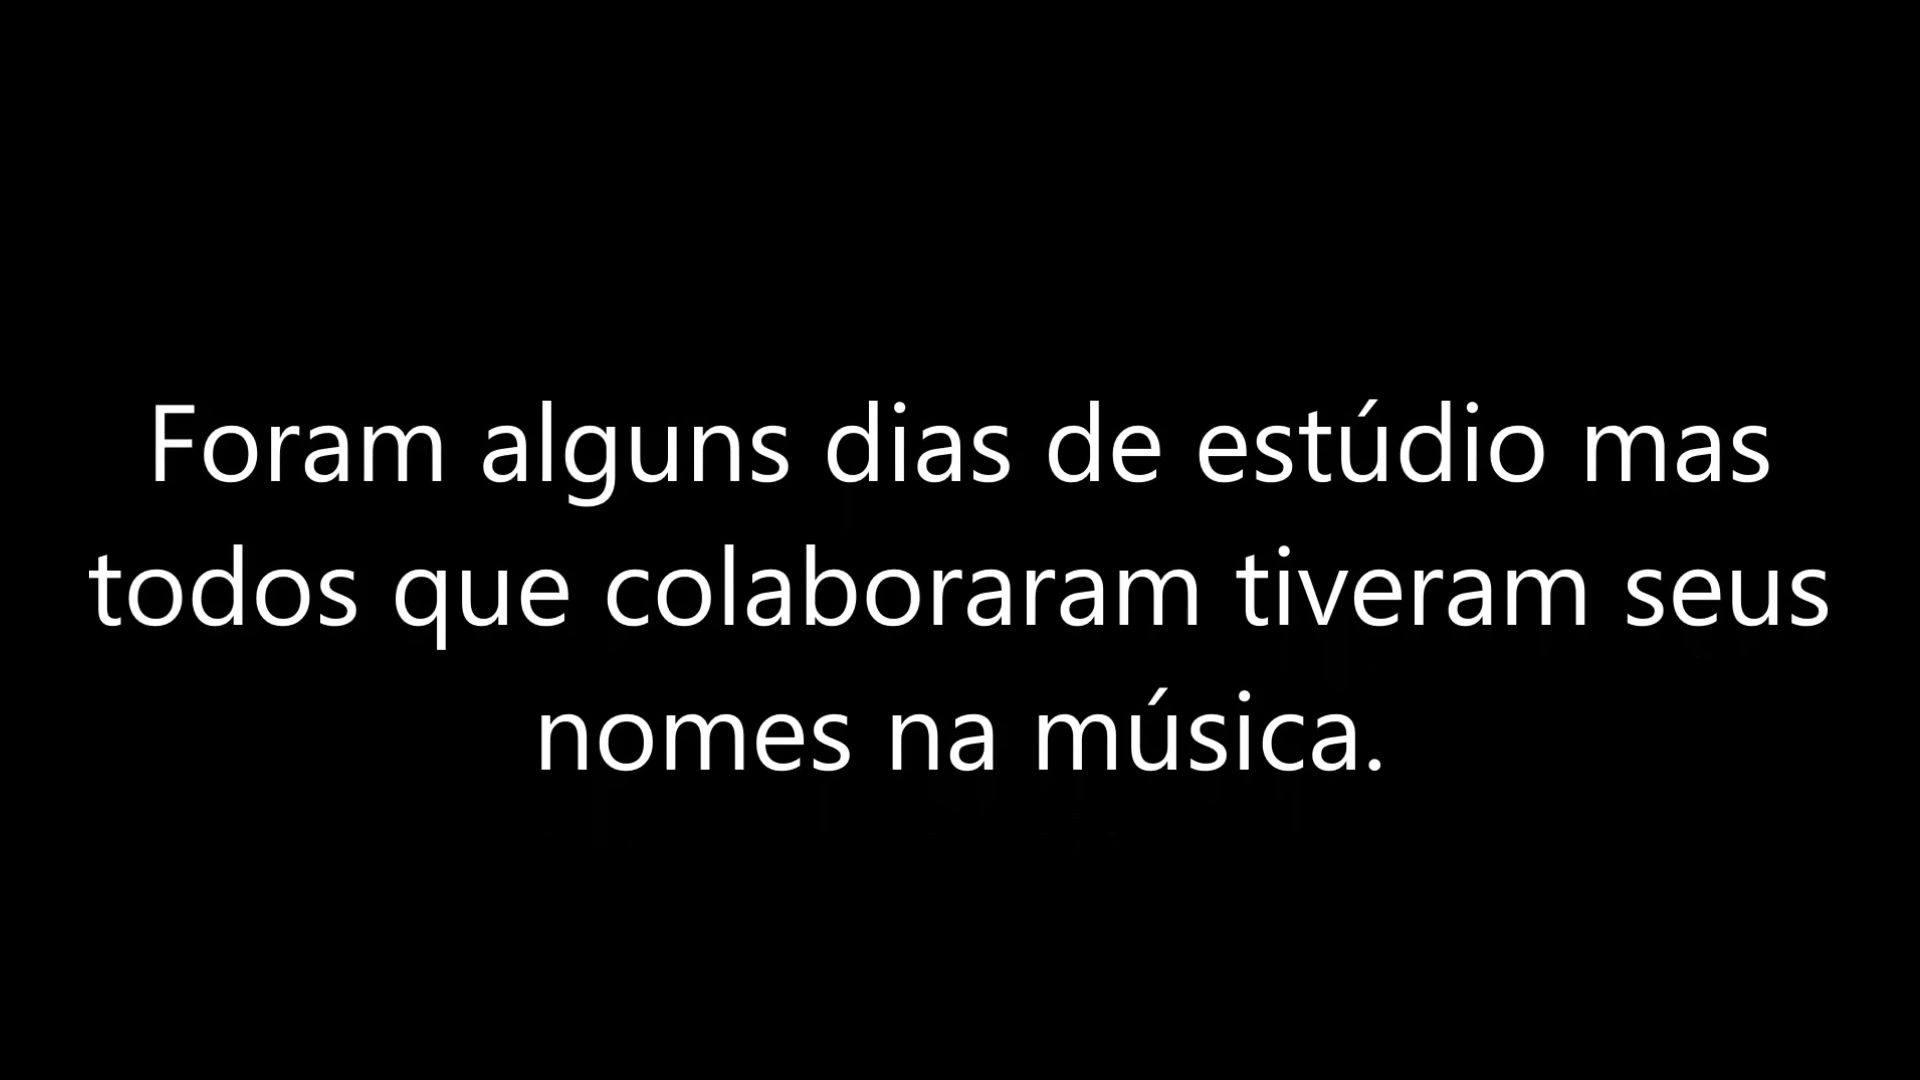 Foram alguns dias de estúdio mas
todos que colaboraram tiveram seus
nomes na música.